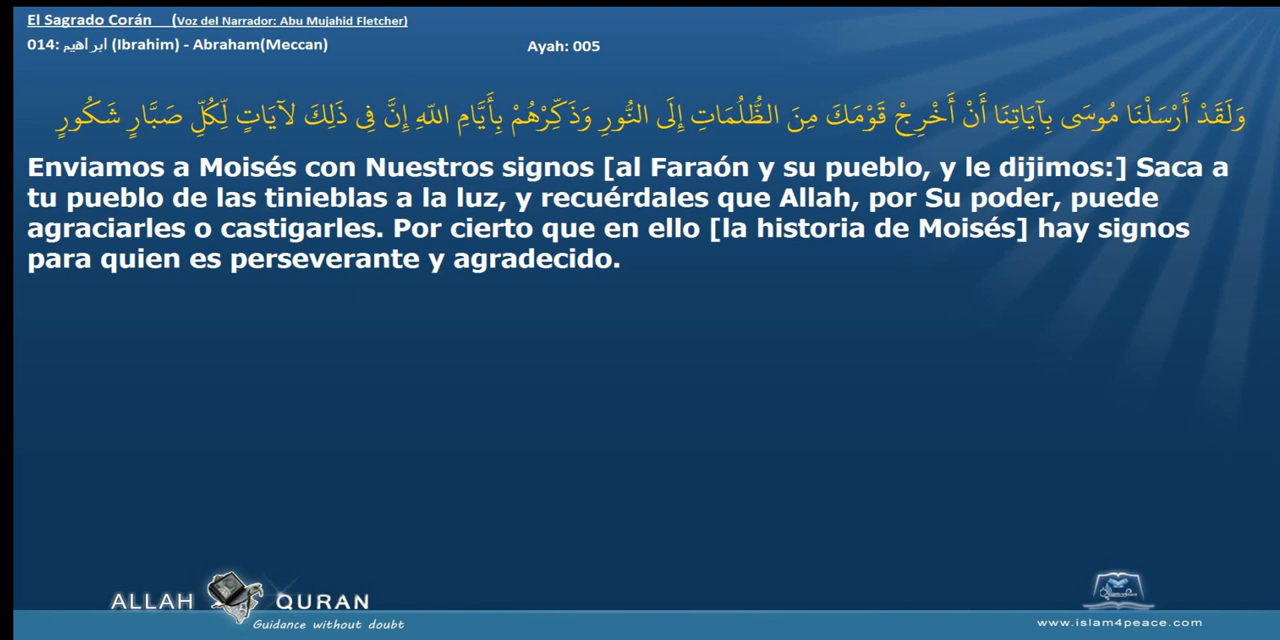 El Sagrado Corán (Voz del Narrador: Abu Mujahid Fletcher)
014: ابراهيم (Ibrahim) - Abraham(Meccan) Ayah: 005
وَلَقَدْ أَرْسَلْنَا مُوسَى بِآيَاتِنَا أَنْ أَخْرِجْ قَوْمَكَ مِنَ الظُّلُمَاتِ إِلَى النُّورِ وَذَكِّرْهُمْ بِأَيَّامِ اللّهِ إِنَّ فِي ذَلِكَ لآيَاتٍ لِّكُلِّ صَبَّارٍ شَكُورٍ
Enviamos a Moisés con Nuestros signos [al Faraón y su pueblo, y le dijimos:] Saca a
tu pueblo de las tinieblas a la luz, y recuérdales que Allah, por Su poder, puede
agraciarles o castigarles. Por cierto que en ello [la historia de Moisés] hay signos
para quien es perseverante y agradecido.
ALLAH QURAN
Guidance without doubt
www.islam4peace.com